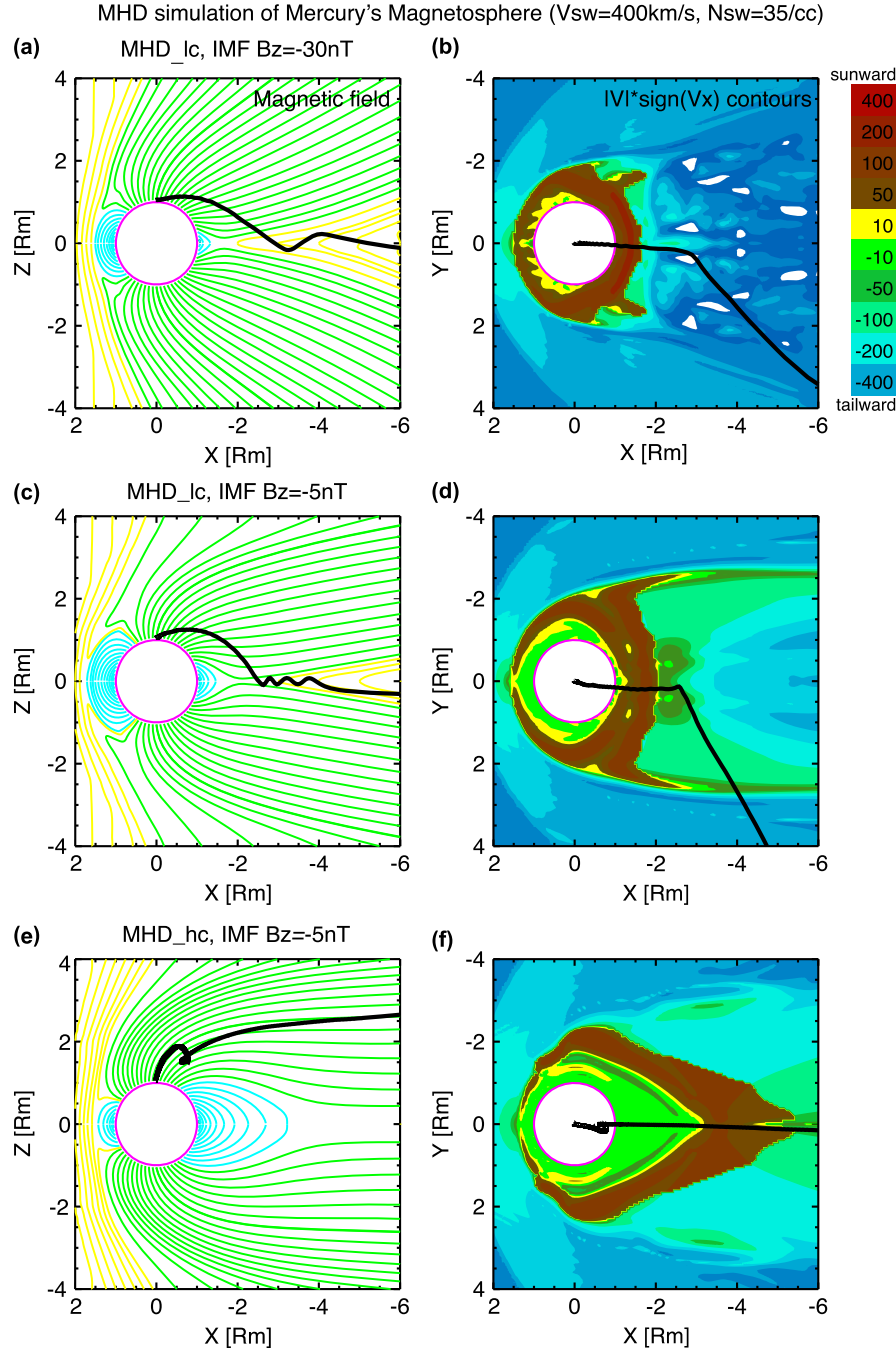 MHD simulation of Mercury's Magnetosphere (Vsw=400km/s, Nsw=35/cc)
(a) MHD_lc, IMF Bz=-30nT (b)
Magnetic field
|V|*sign(Vx) contours
sunward
400
200
100
50
10
-10
-50
-100
-200
-400
tailward
4
2
0
-2
-4
Z [Rm]
2 0 -2 -4 -6
X [Rm]
-4
-2
0
2
4
Y [Rm]
2 0 -2 -4 -6
X [Rm]
(c) MHD_lc, IMF Bz=-5nT (d)
4
2
0
-2
-4
Z [Rm]
2 0 -2 -4 -6
X [Rm]
-4
-2
0
2
4
Y [Rm]
2 0 -2 -4 -6
X [Rm]
(e) MHD_hc, IMF Bz=-5nT (f)
4
2
0
-2
-4
Z [Rm]
2 0 -2 -4 -6
X [Rm]
-4
-2
0
2
4
Y [Rm]
2 0 -2 -4 -6
X [Rm]